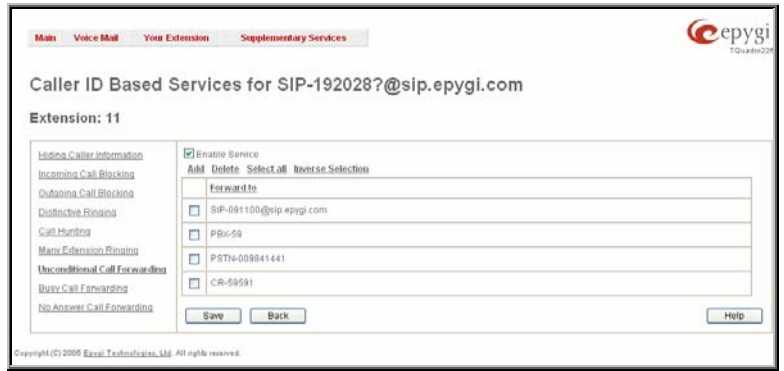 Main Voice Mail Your Extension Supplementary Services
epygi
TQuadro226
Caller ID Based Services for SIP-192028?@sip.epygi.com
Extension: 11
Hiding Caller Information
Incoming Call Blocking
Outgoing Call Blocking
Distinctive Ringing
Call Hunting
Many Extension Ringing
Unconditional Call Forwarding
Busy Call Forwarding
No Answer Call Forwarding
Enable Service
Add Delete Select all Inverse Selection
Forward to
SIP-091100@sip.epygi.com
PBX-59
PSTN-009841441
CR-59591
Save Back Help
Copyright (C) 2006 Epygi Technologies, Ltd. All rights reserved.